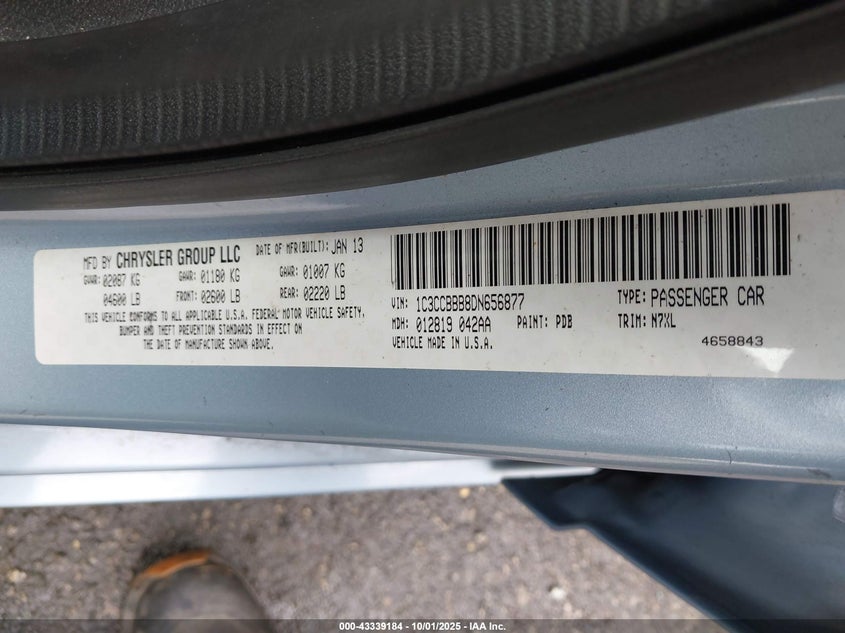 MFD BY CHRYSLER GROUP LLC DATE OF MFR(BUILT): JAN 13
GVWR: 02087 KG GAWR: 01180 KG GAWR: 01007 KG
04600 LB FRONT: 02600 LB REAR: 02220 LB
THIS VEHICLE CONFORMS TO ALL APPLICABLE U.S.A. FEDERAL MOTOR VEHICLE SAFETY,
BUMPER AND THEFT PREVENTION STANDARDS IN EFFECT ON
THE DATE OF MANUFACTURE SHOWN ABOVE.
VIN: 1C3CCBBB8DN656877 TYPE: PASSENGER CAR
MDH: 012819 042AA PAINT: PDB TRIM: N7XL
VEHICLE MADE IN U.S.A. 4658843
000-43339184 - 10/01/2025 - IAA Inc.